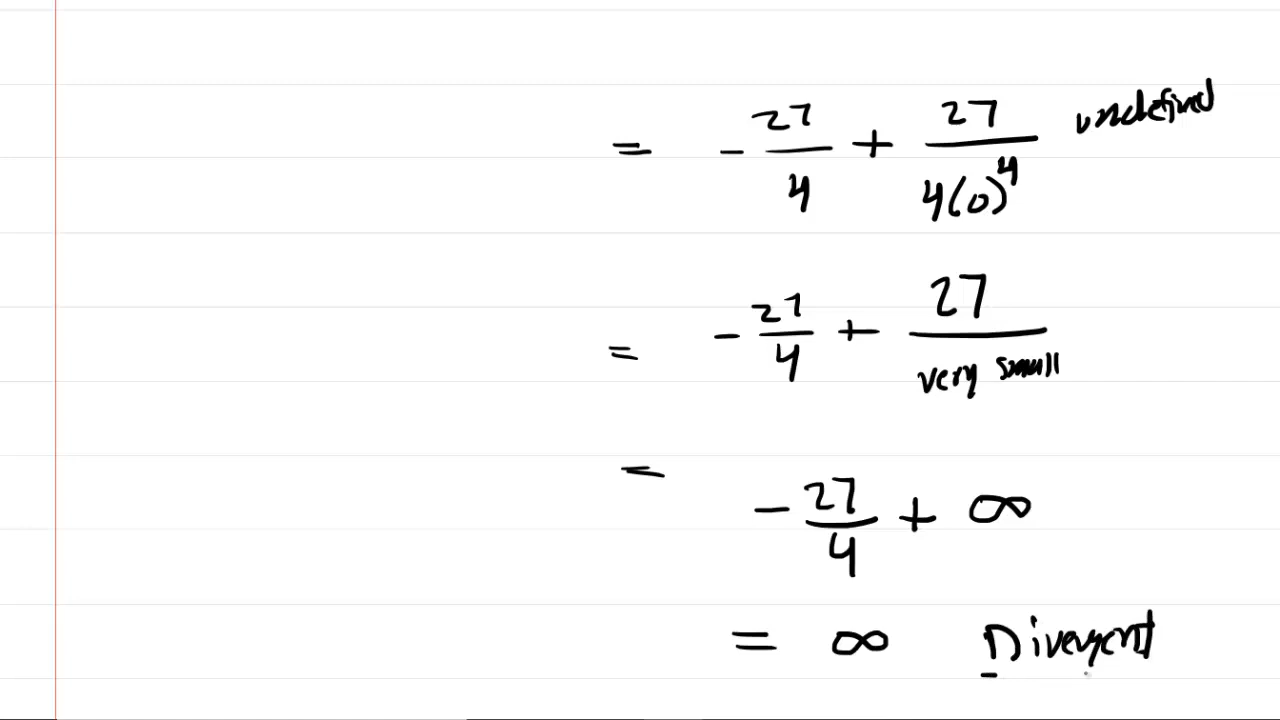 = - 27/4 + 27/4(0)^4 undefined
= - 27/4 + 27/very small
= - 27/4 + ∞
= ∞ Divergent